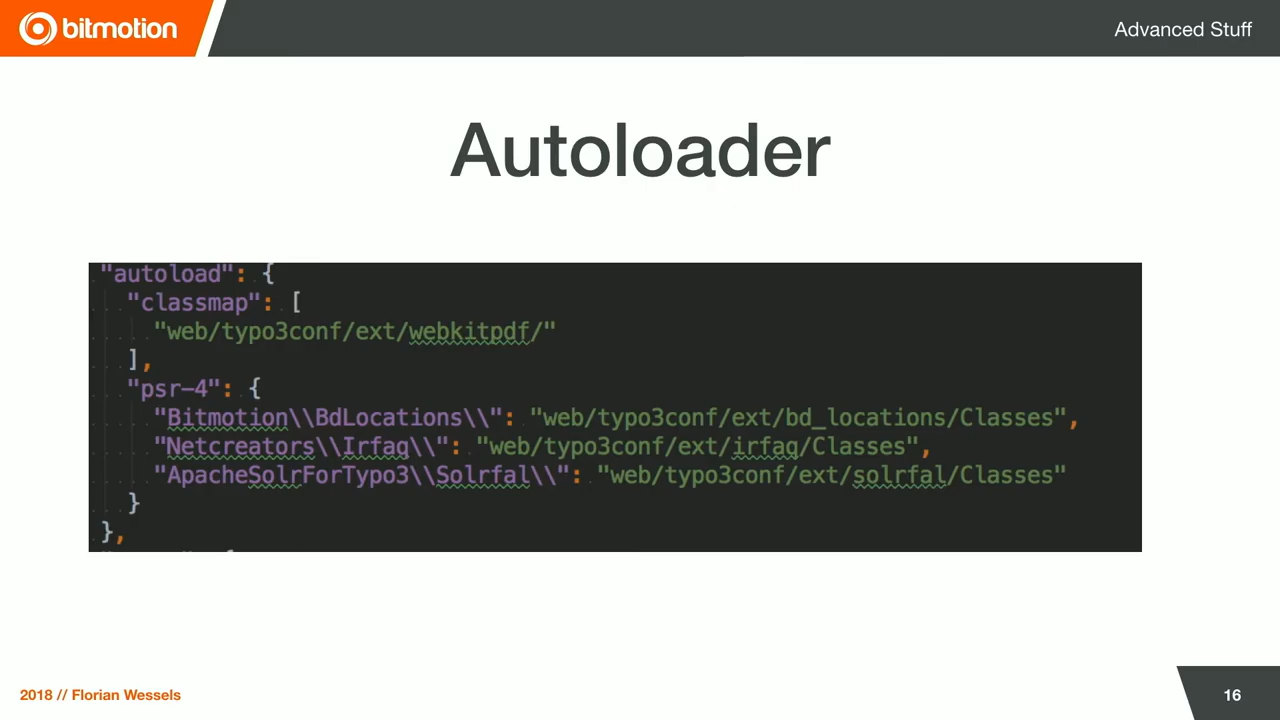 bitmotion
Advanced Stuff
Autoloader
"autoload": {
"classmap": [
"web/typo3conf/ext/webkitpdf/"
],
"psr-4": {
"Bitmotion\\BdLocations\\": "web/typo3conf/ext/bd_locations/Classes",
"Netcreators\\Irfaq\\": "web/typo3conf/ext/irfaq/Classes",
"ApacheSolrForTypo3\\Solrfal\\": "web/typo3conf/ext/solrfal/Classes"
}
},
2018 // Florian Wessels
16